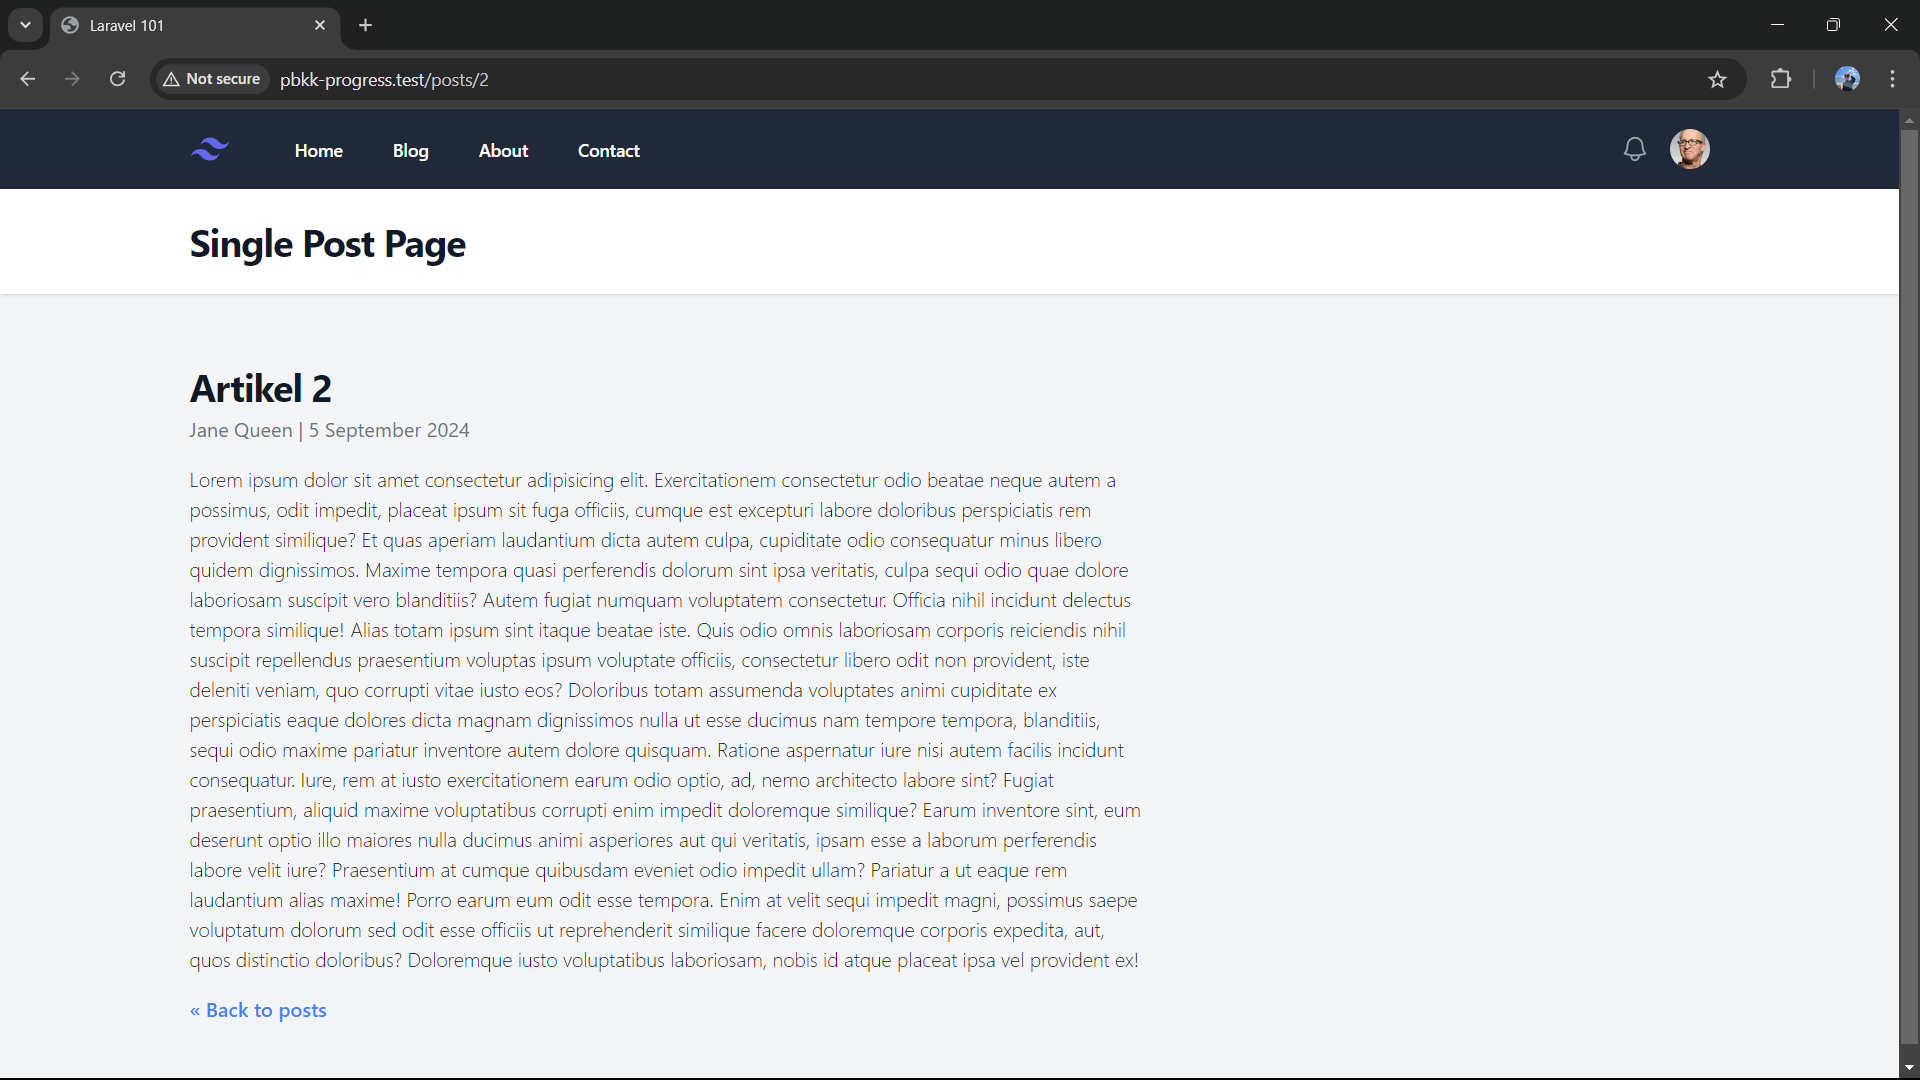 Laravel 101
Not secure
pbkk-progress.test/posts/2
Home Blog About Contact
Single Post Page
Artikel 2
Jane Queen | 5 September 2024
Lorem ipsum dolor sit amet consectetur adipisicing elit. Exercitationem consectetur odio beatae neque autem a
possimus, odit impedit, placeat ipsum sit fuga officiis, cumque est excepturi labore doloribus perspiciatis rem
provident similique? Et quas aperiam laudantium dicta autem culpa, cupiditate odio consequatur minus libero
quidem dignissimos. Maxime tempora quasi perferendis dolorum sint ipsa veritatis, culpa sequi odio quae dolore
laboriosam suscipit vero blanditiis? Autem fugiat numquam voluptatem consectetur. Officia nihil incidunt delectus
tempora similique! Alias totam ipsum sint itaque beatae iste. Quis odio omnis laboriosam corporis reiciendis nihil
suscipit repellendus praesentium voluptas ipsum voluptate officiis, consectetur libero odit non provident, iste
deleniti veniam, quo corrupti vitae iusto eos? Doloribus totam assumenda voluptates animi cupiditate ex
perspiciatis eaque dolores dicta magnam dignissimos nulla ut esse ducimus nam tempore tempora, blanditiis,
sequi odio maxime pariatur inventore autem dolore quisquam. Ratione aspernatur iure nisi autem facilis incidunt
consequatur. Iure, rem at iusto exercitationem earum odio optio, ad, nemo architecto labore sint? Fugiat
praesentium, aliquid maxime voluptatibus corrupti enim impedit doloremque similique? Earum inventore sint, eum
deserunt optio illo maiores nulla ducimus animi asperiores aut qui veritatis, ipsam esse a laborum perferendis
labore velit iure? Praesentium at cumque quibusdam eveniet odio impedit ullam? Pariatur a ut eaque rem
laudantium alias maxime! Porro earum eum odit esse tempora. Enim at velit sequi impedit magni, possimus saepe
voluptatum dolorum sed odit esse officiis ut reprehenderit similique facere doloremque corporis expedita, aut,
quos distinctio doloribus? Doloremque iusto voluptatibus laboriosam, nobis id atque placeat ipsa vel provident ex!
« Back to posts